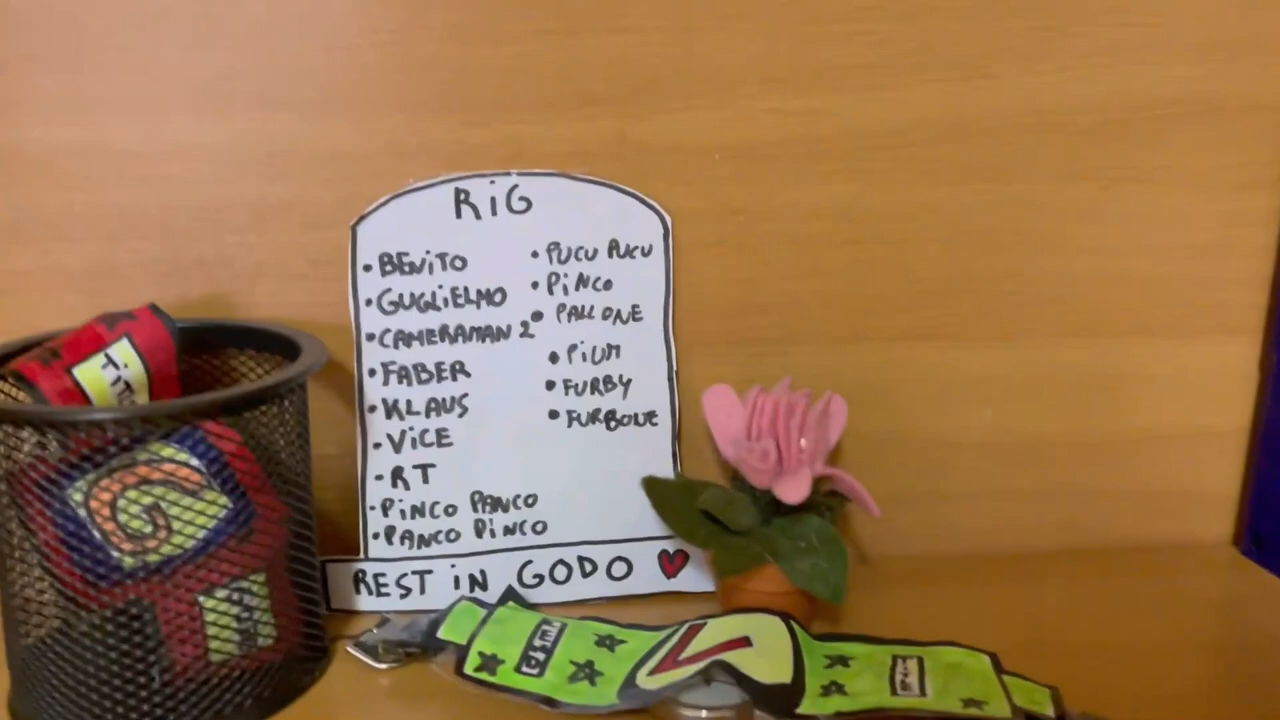 RiG
• BENiTO
• GUGLiELMO
• CAMERAMAN 2
• FABER
• KLAUS
• ViCE
• RT
• PiNCO PANCO
• PANCO PiNCO
• PUCU PUCU
• PiNCO
• PALLONE
• PiUM
• FURBY
• FURBONE
REST iN GODO
G
V